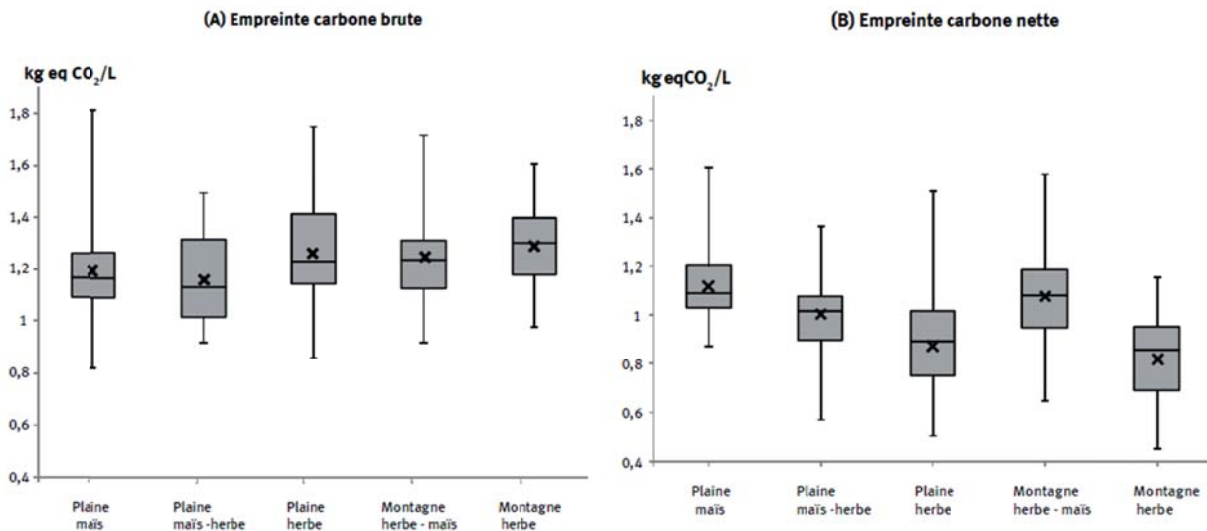 (A) Empreinte carbone brute
kg eq CO₂/L
1,8
1,6
1,4
1,2
1
0,8
0,6
0,4
Plaine
maïs
Plaine
maïs -herbe
Plaine
herbe
Montagne
herbe - maïs
Montagne
herbe
(B) Empreinte carbone nette
kg eqCO₂/L
1,8
1,6
1,4
1,2
1
0,8
0,6
0,4
Plaine
maïs
Plaine
maïs -herbe
Plaine
herbe
Montagne
herbe - maïs
Montagne
herbe